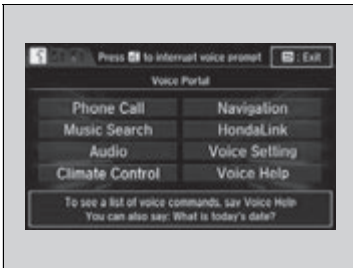 Press to interrupt voice prompt : Exit
Voice Portal
Phone Call Navigation
Music Search HondaLink
Audio Voice Setting
Climate Control Voice Help
To see a list of voice commands, say Voice Help
You can also say: What is today's date?